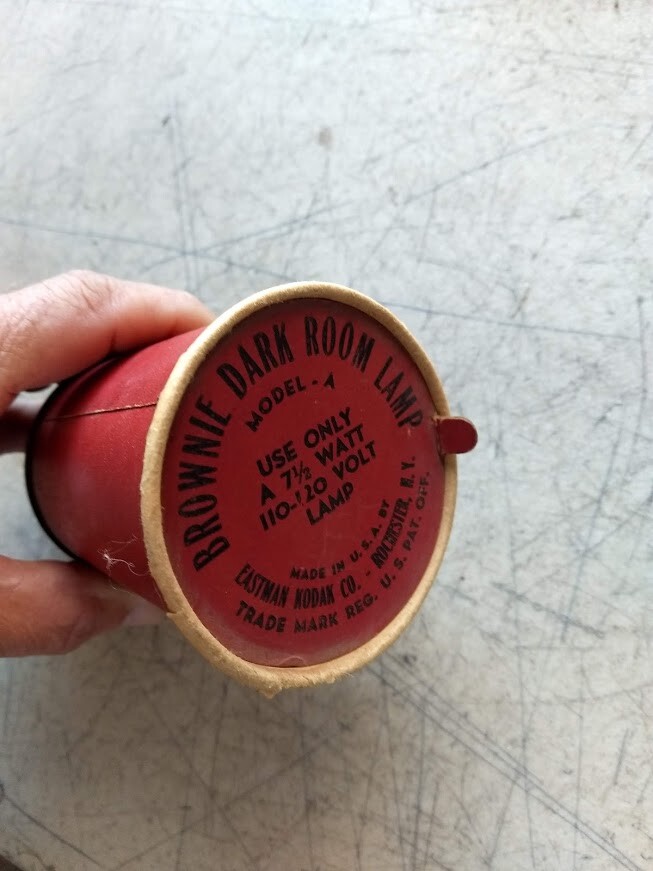 BROWNIE DARK ROOM LAMP
MODEL-A
USE ONLY
A 7½ WATT
110-120 VOLT
LAMP
MADE IN U.S.A. BY
EASTMAN KODAK CO. - ROCHESTER, N.Y.
TRADE MARK REG. U.S. PAT. OFF.